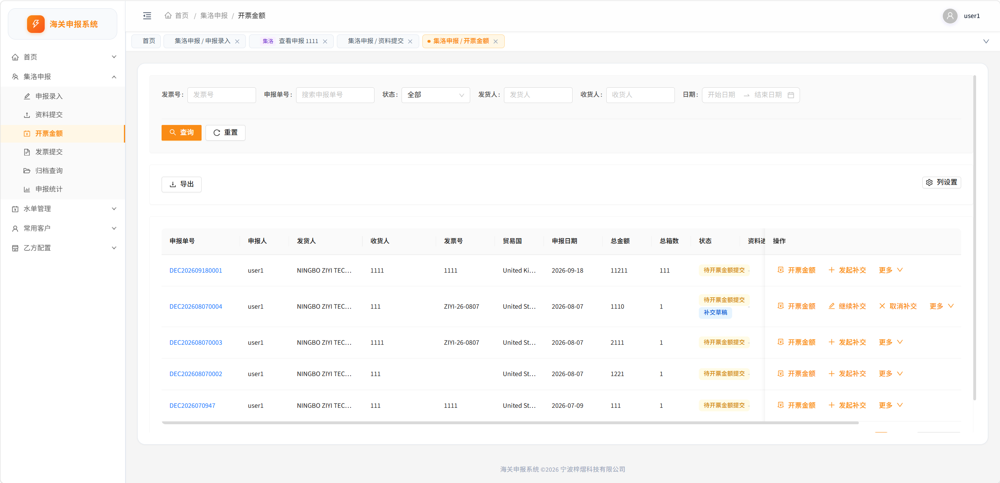 海关申报系统
首页 / 集洛申报 / 开票金额
user1
首页
集洛申报 / 申报录入
集洛 查看申报 1111
集洛申报 / 资料提交
集洛申报 / 开票金额
首页
集洛申报
申报录入
资料提交
开票金额
发票提交
归档查询
申报统计
水单管理
常用客户
乙方配置
发票号: 发票号
申报单号: 搜索申报单号
状态: 全部
发货人: 发货人
收货人: 收货人
日期: 开始日期 → 结束日期
查询 重置
导出 列设置
申报单号 申报人 发货人 收货人 发票号 贸易国 申报日期 总金额 总箱数 状态 资料进 操作
DEC202609180001 user1 NINGBO ZIYI TEC... 1111 1111 United Ki... 2026-09-18 11211 111 待开票金额提交 - 开票金额 发起补交 更多
DEC202608070004 user1 NINGBO ZIYI TEC... 111 ZIYI-26-0807 United St... 2026-08-07 1110 1 待开票金额提交 补交草稿 - 开票金额 继续补交 取消补交 更多
DEC202608070003 user1 NINGBO ZIYI TEC... 1111 ZIYI-26-0807 United St... 2026-08-07 2111 1 待开票金额提交 - 开票金额 发起补交 更多
DEC202608070002 user1 NINGBO ZIYI TEC... 111 United St... 2026-08-07 1221 1 待开票金额提交 - 开票金额 发起补交 更多
DEC2026070947 user1 NINGBO ZIYI TEC... 111 1111 United St... 2026-07-09 111 1 待开票金额提交 - 开票金额 发起补交 更多
海关申报系统 ©2026 宁波梓熠科技有限公司